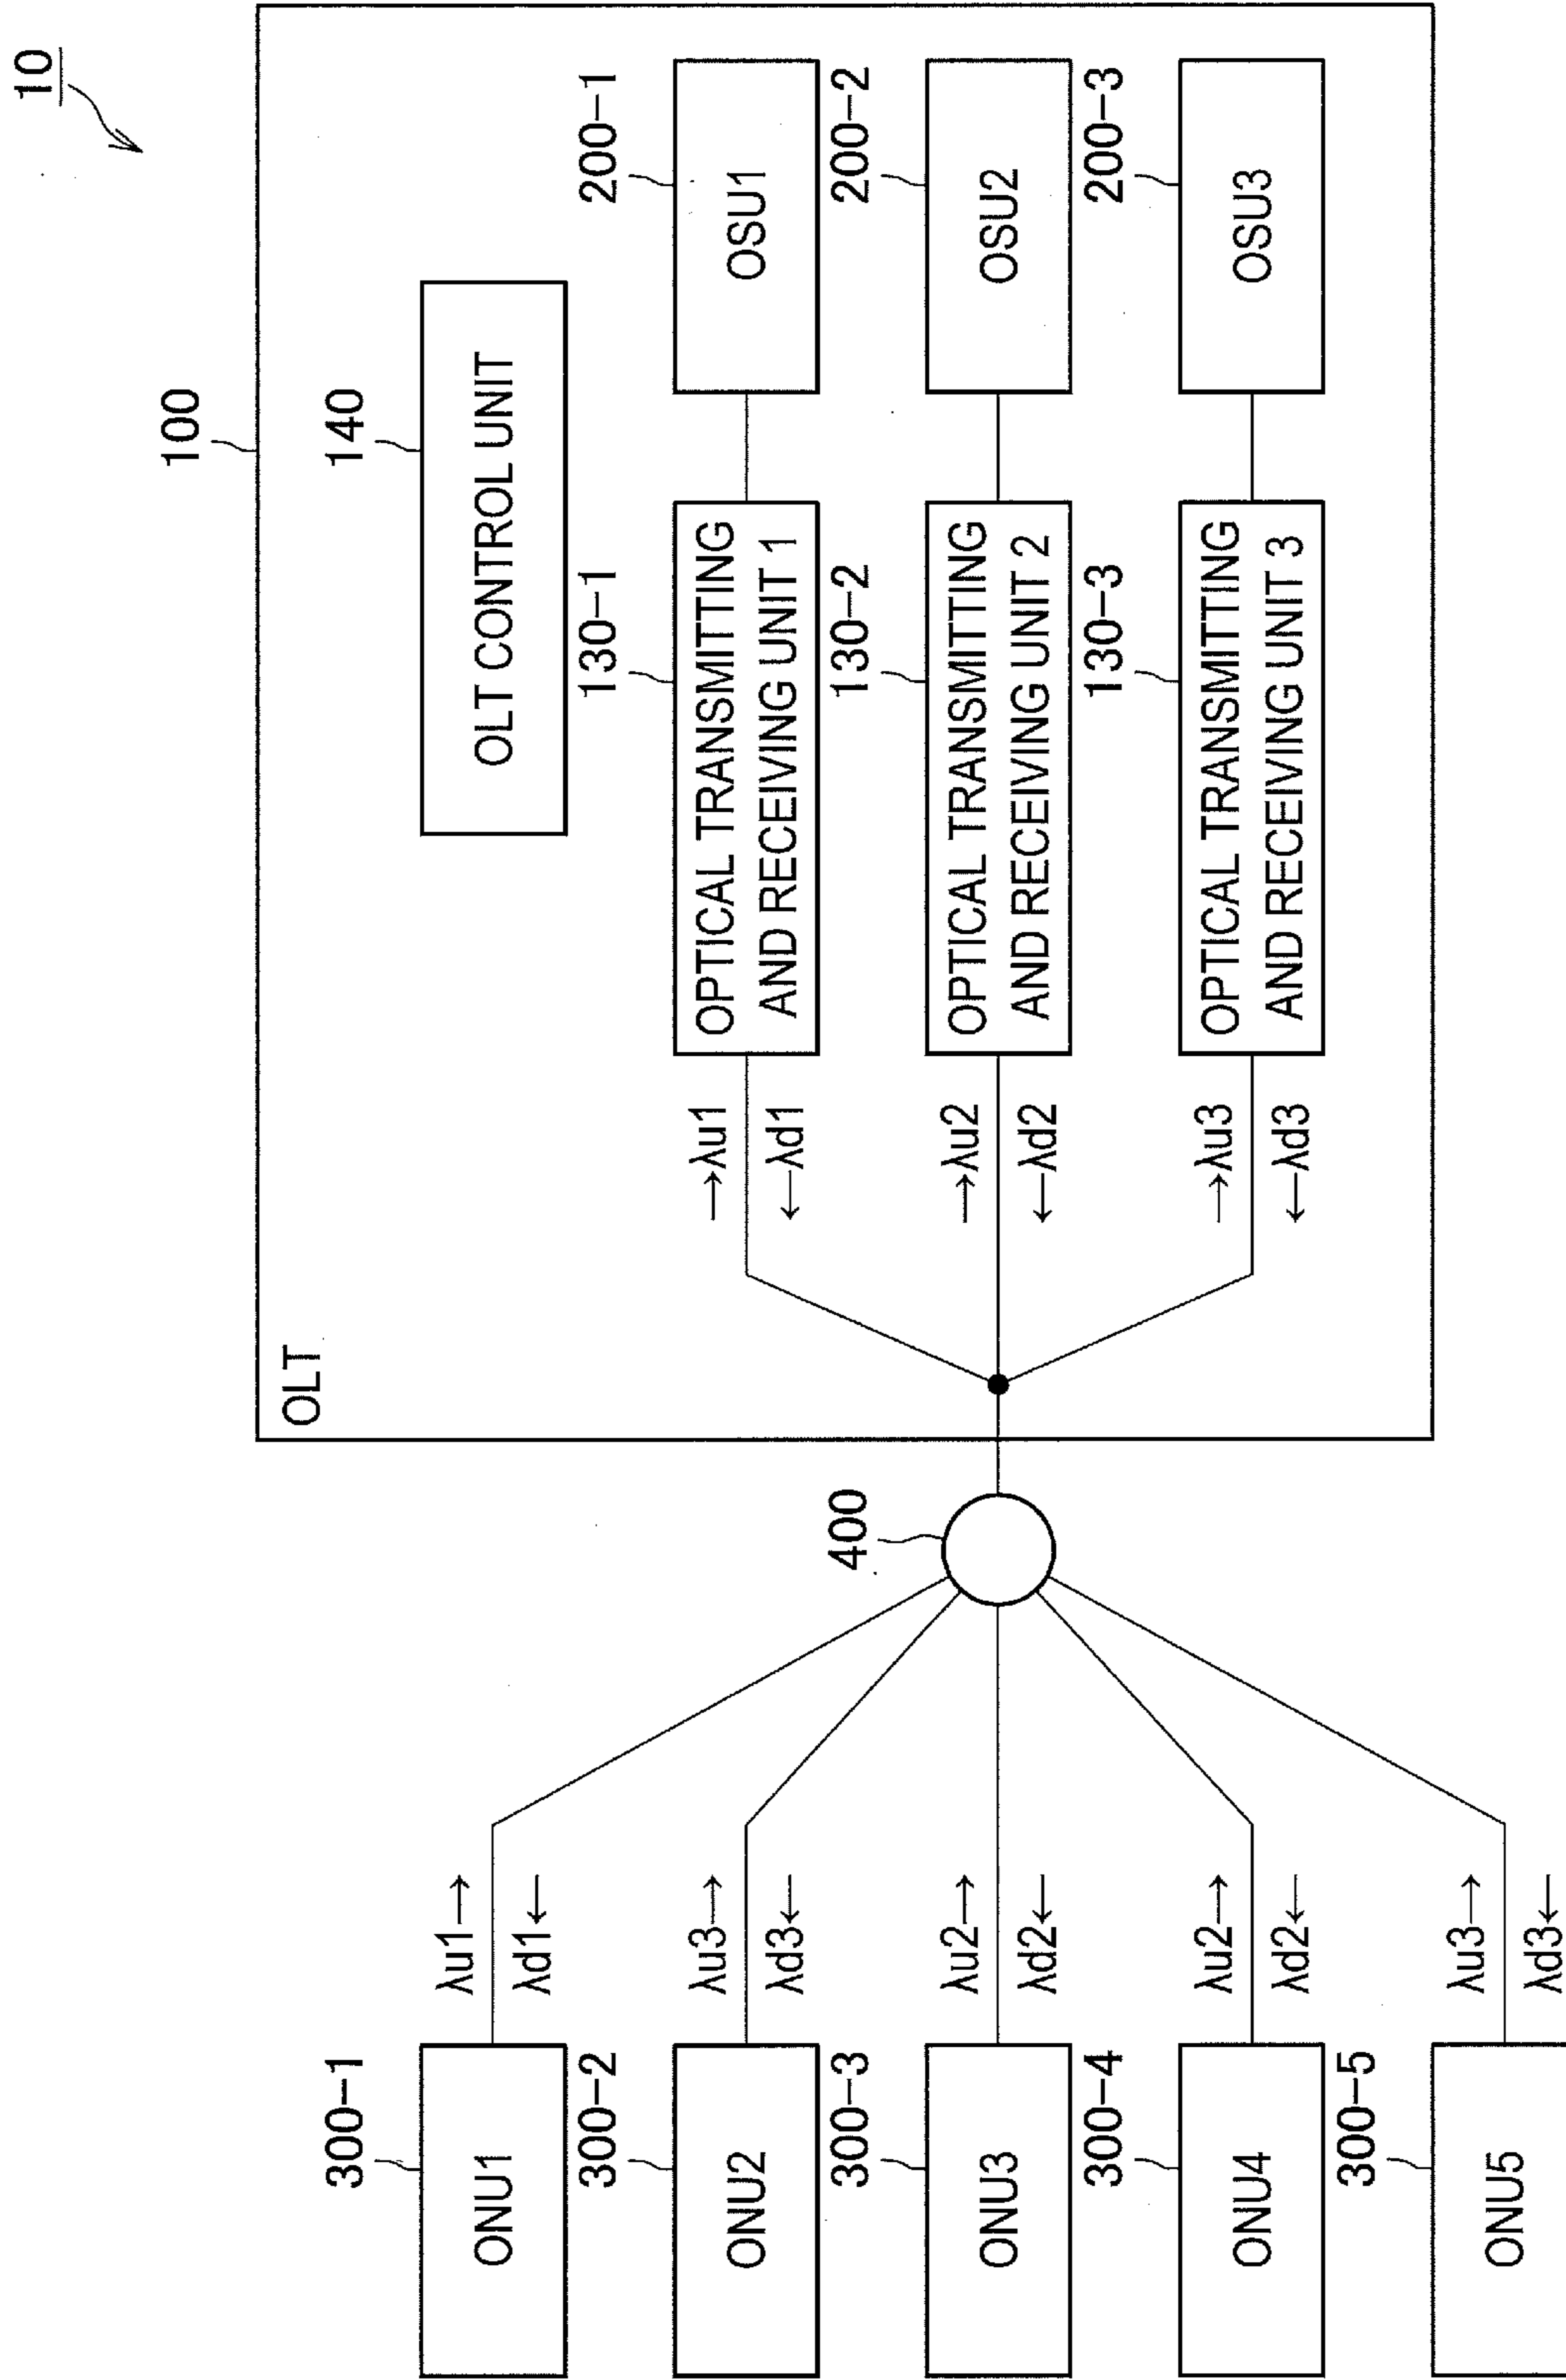 10
100
OLT
140
OLT CONTROL UNIT
300-1
ONU1
λu1→
λd1←
300-2
ONU2
λu3→
λd3←
300-3
ONU3
λu2→
λd2←
300-4
ONU4
λu2→
λd2←
300-5
ONU5
λu3→
λd3←
400
→λu1
←λd1
130-1
OPTICAL TRANSMITTING
AND RECEIVING UNIT 1
200-1
OSU1
→λu2
←λd2
130-2
OPTICAL TRANSMITTING
AND RECEIVING UNIT 2
200-2
OSU2
→λu3
←λd3
130-3
OPTICAL TRANSMITTING
AND RECEIVING UNIT 3
200-3
OSU3